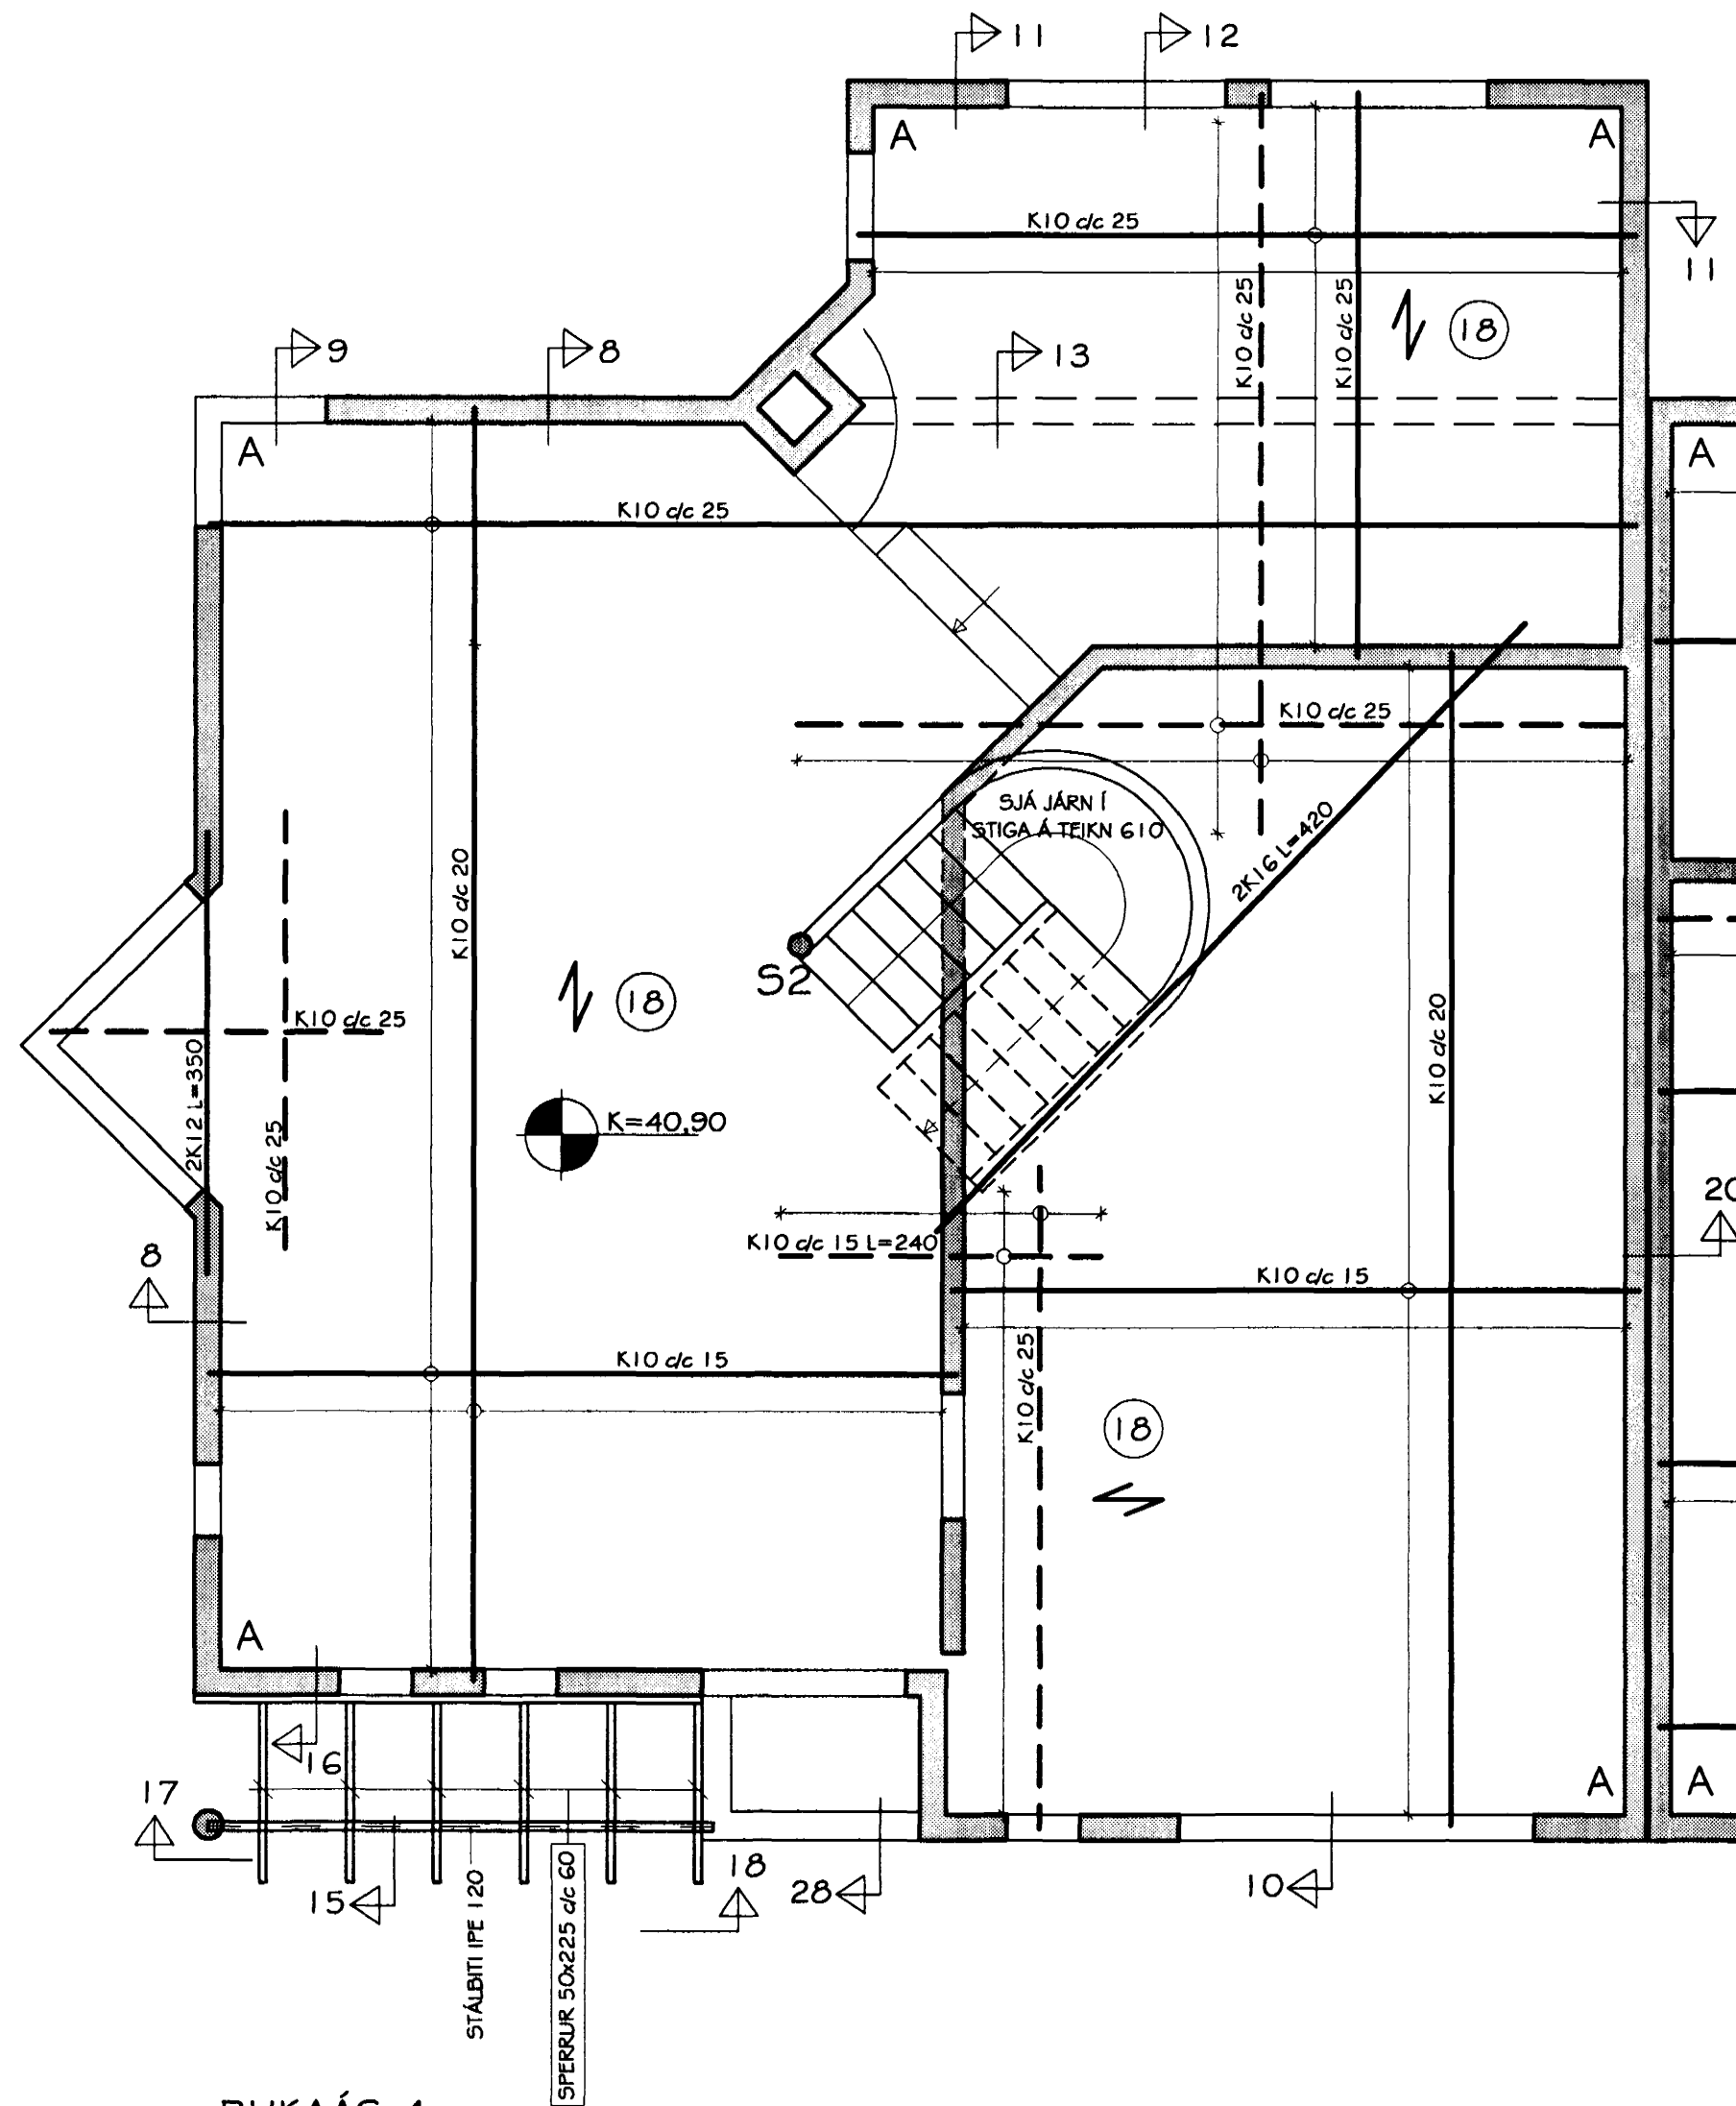 11
12
A
A
K10 c/c 25
11
K10 c/c 25
K10 c/c 25
18
9
8
13
A
A
K10 c/c 25
K10 c/c 25
SJÁ JÁRN Í
STIGA Á TEIKN 610
2K16 L=420
K10 c/c 20
S2
18
K10 c/c 25
K10 c/c 20
2K12 L=350
K10 c/c 25
K=40,90
20
8
K10 c/c 15 L=240
K10 c/c 15
K10 c/c 15
K10 c/c 25
18
A
16
A
A
17
15
18
28
10
STÁLBITI IPE 120
SPERRUR 50x225 c/c 60